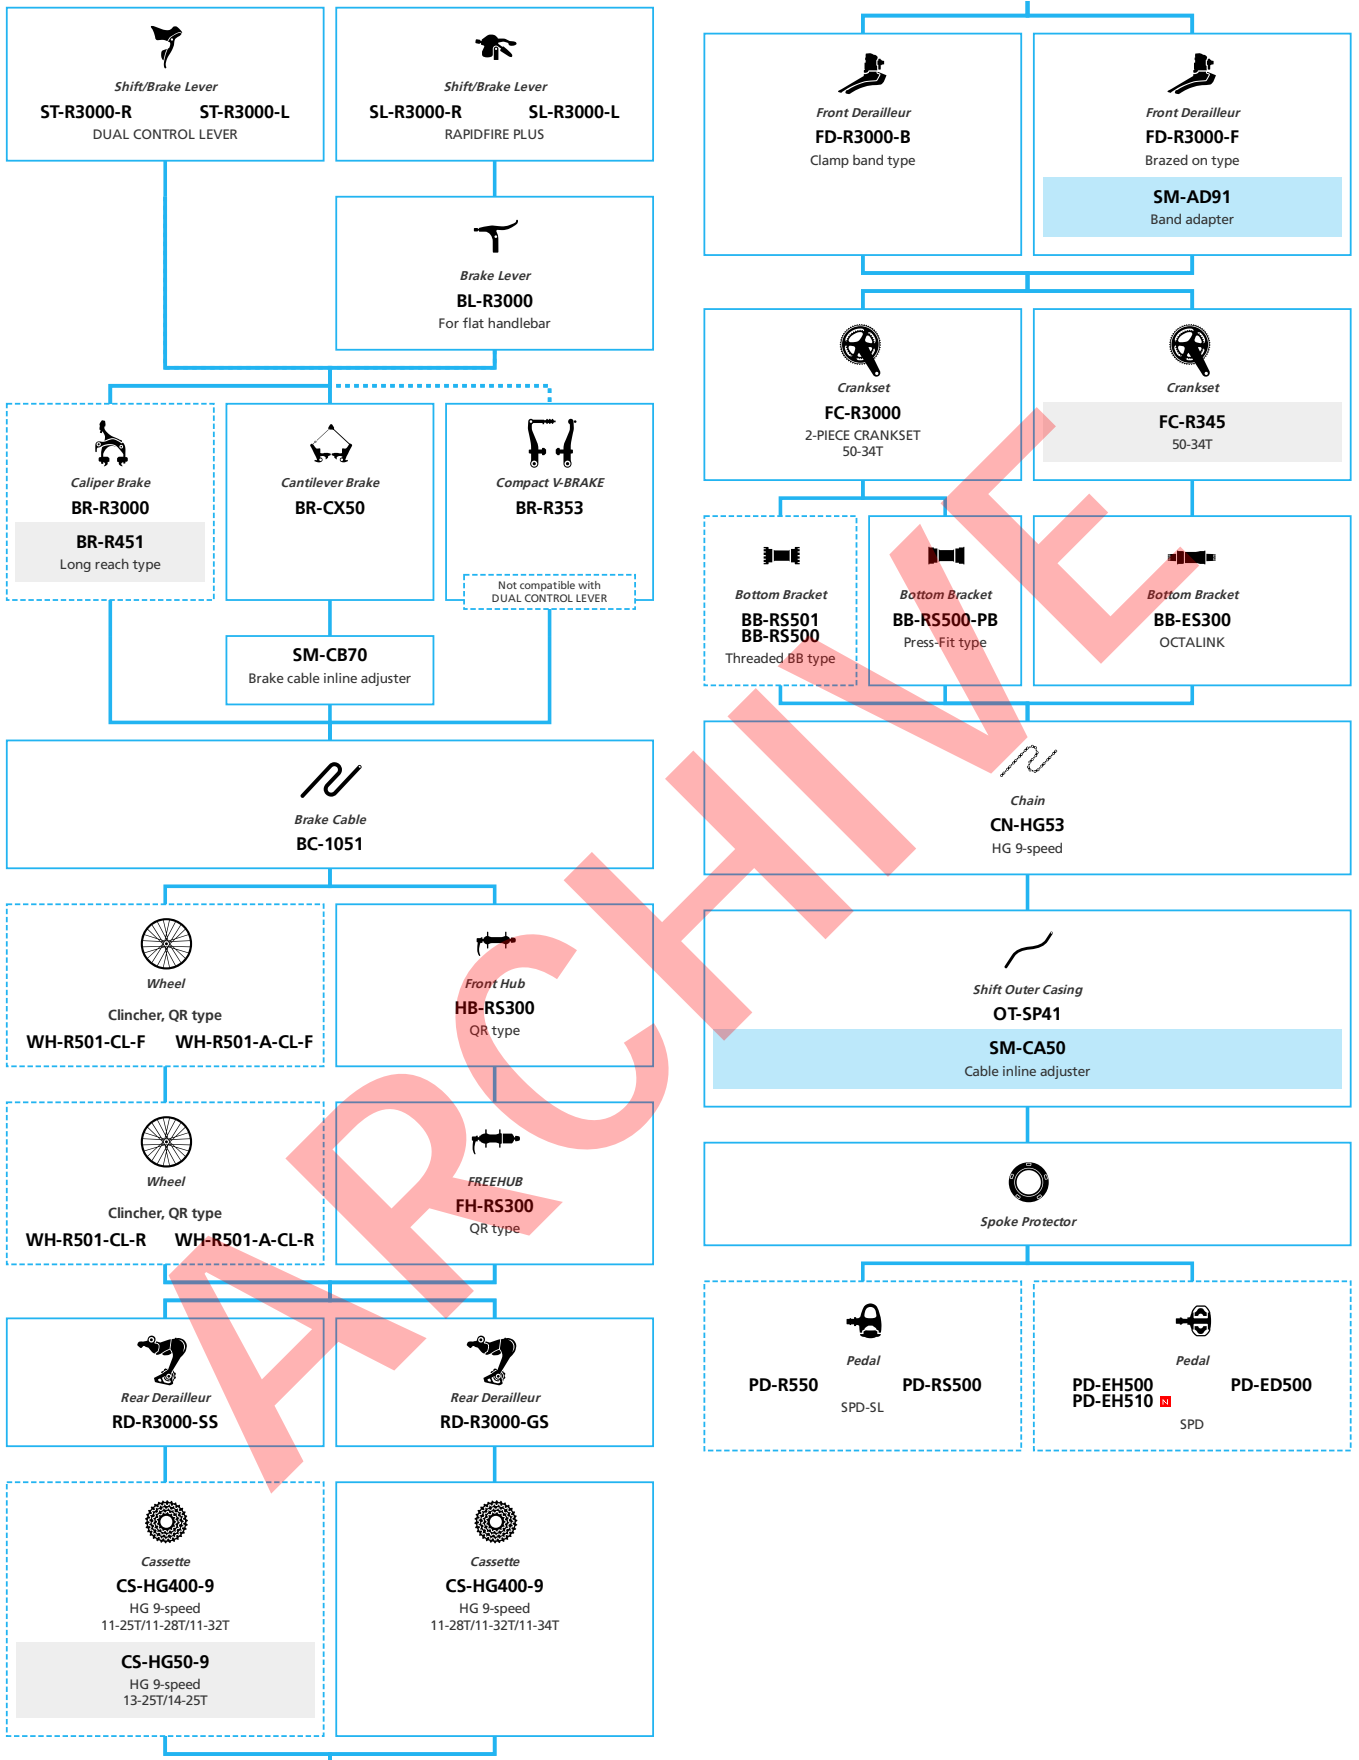 Shift/Brake Lever
ST-R3000-R ST-R3000-L
DUAL CONTROL LEVER
Shift/Brake Lever
SL-R3000-R SL-R3000-L
RAPIDFIRE PLUS
Brake Lever
BL-R3000
For flat handlebar
Caliper Brake
BR-R3000
BR-R451
Long reach type
Cantilever Brake
BR-CX50
Compact V-BRAKE
BR-R353
Not compatible with
DUAL CONTROL LEVER
SM-CB70
Brake cable inline adjuster
Brake Cable
BC-1051
Wheel
Clincher, QR type
WH-R501-CL-F WH-R501-A-CL-F
Front Hub
HB-RS300
QR type
Wheel
Clincher, QR type
WH-R501-CL-R WH-R501-A-CL-R
FREEHUB
FH-RS300
QR type
Rear Derailleur
RD-R3000-SS
Rear Derailleur
RD-R3000-GS
Cassette
CS-HG400-9
HG 9-speed
11-25T/11-28T/11-32T
CS-HG50-9
HG 9-speed
13-25T/14-25T
Cassette
CS-HG400-9
HG 9-speed
11-28T/11-32T/11-34T
Front Derailleur
FD-R3000-B
Clamp band type
Front Derailleur
FD-R3000-F
Brazed on type
SM-AD91
Band adapter
Crankset
FC-R3000
2-PIECE CRANKSET
50-34T
Crankset
FC-R345
50-34T
Bottom Bracket
BB-RS501
BB-RS500
Threaded BB type
Bottom Bracket
BB-RS500-PB
Press-Fit type
Bottom Bracket
BB-ES300
OCTALINK
Chain
CN-HG53
HG 9-speed
Shift Outer Casing
OT-SP41
SM-CA50
Cable inline adjuster
Spoke Protector
Pedal
PD-R550 PD-RS500
SPD-SL
Pedal
PD-EH500 PD-ED500
PD-EH510 N
SPD
ARCHIVE